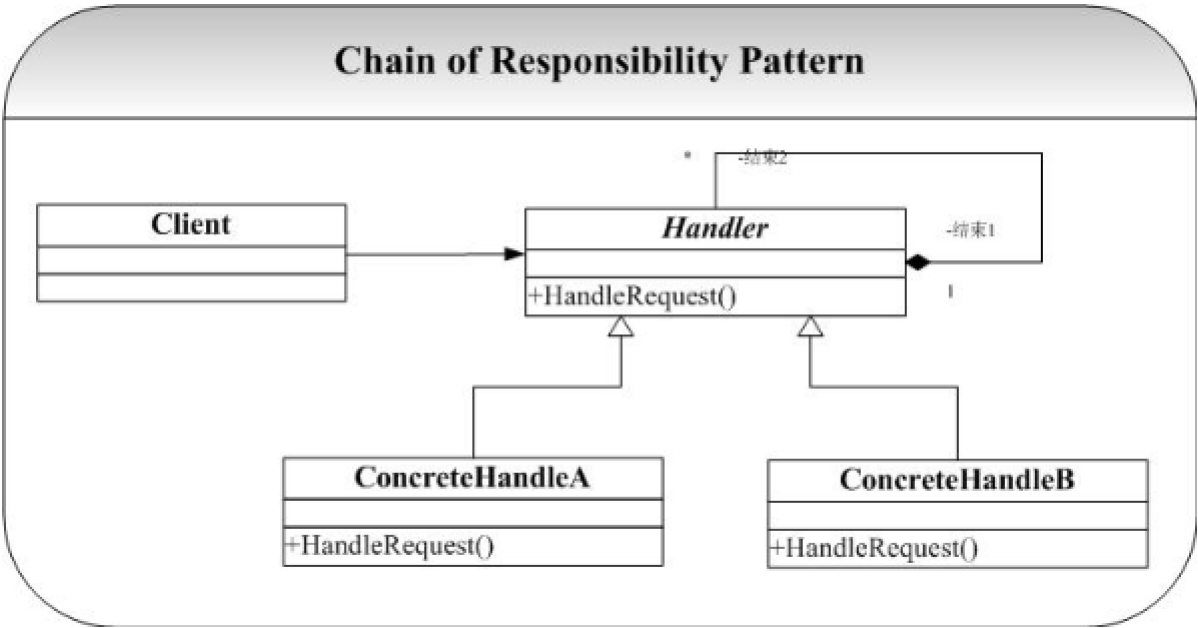 Chain of Responsibility Pattern
*
-结束2
Client
Handler
-结束1
+HandleRequest()
1
ConcreteHandleA
ConcreteHandleB
+HandleRequest()
+HandleRequest()